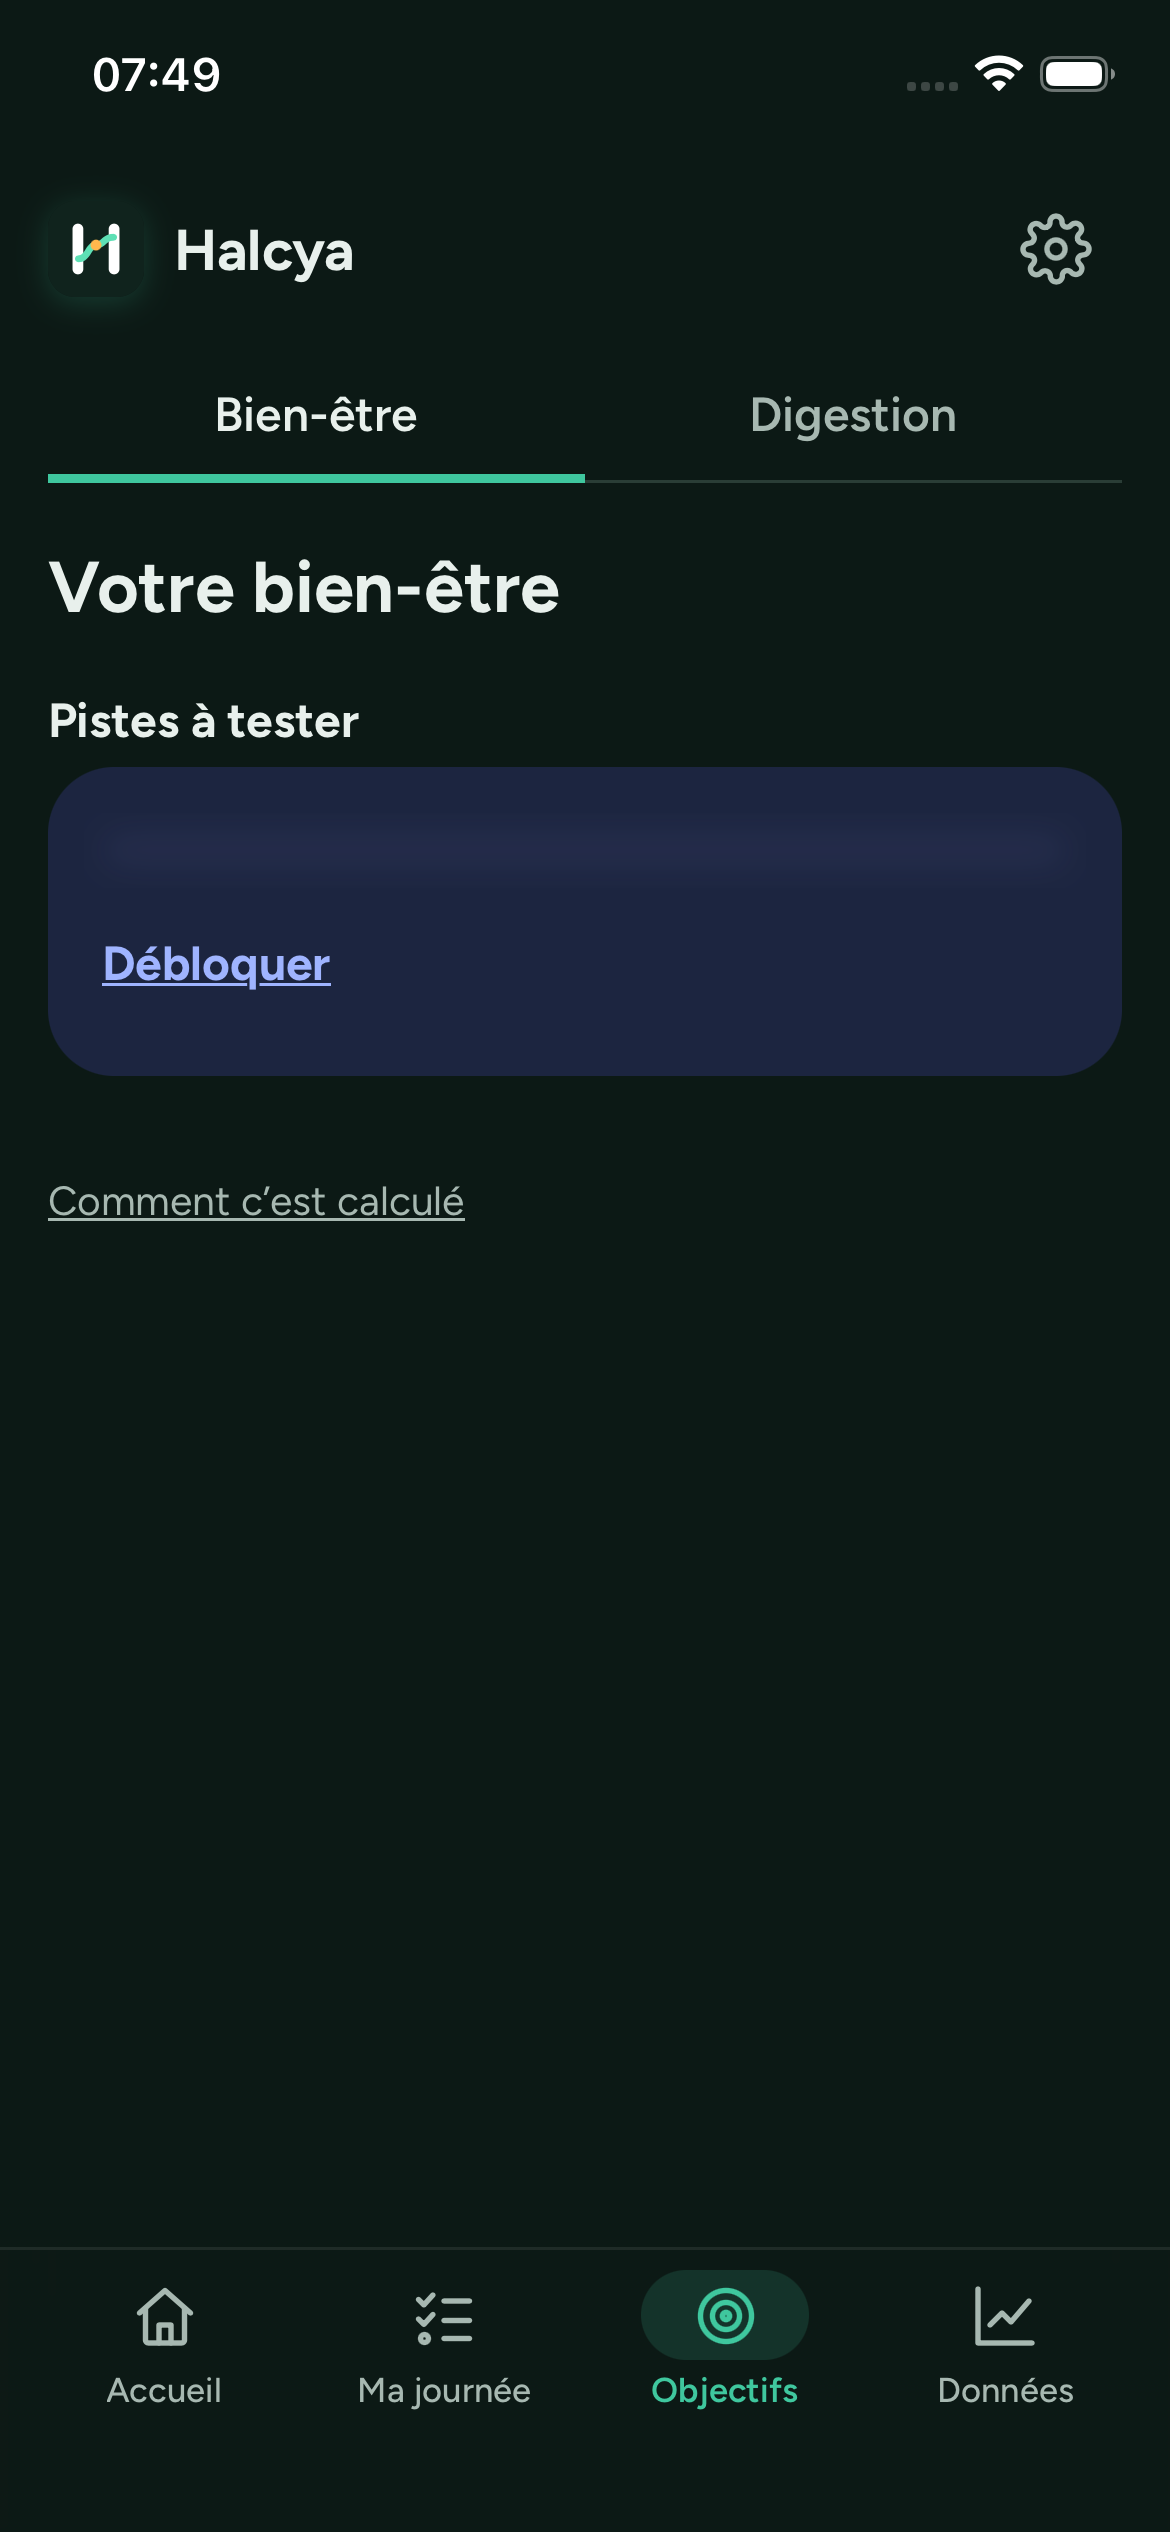 07:49
Halcya
Bien-être
Digestion
Votre bien-être
Pistes à tester
Débloquer
Comment c’est calculé
Accueil
Ma journée
Objectifs
Données